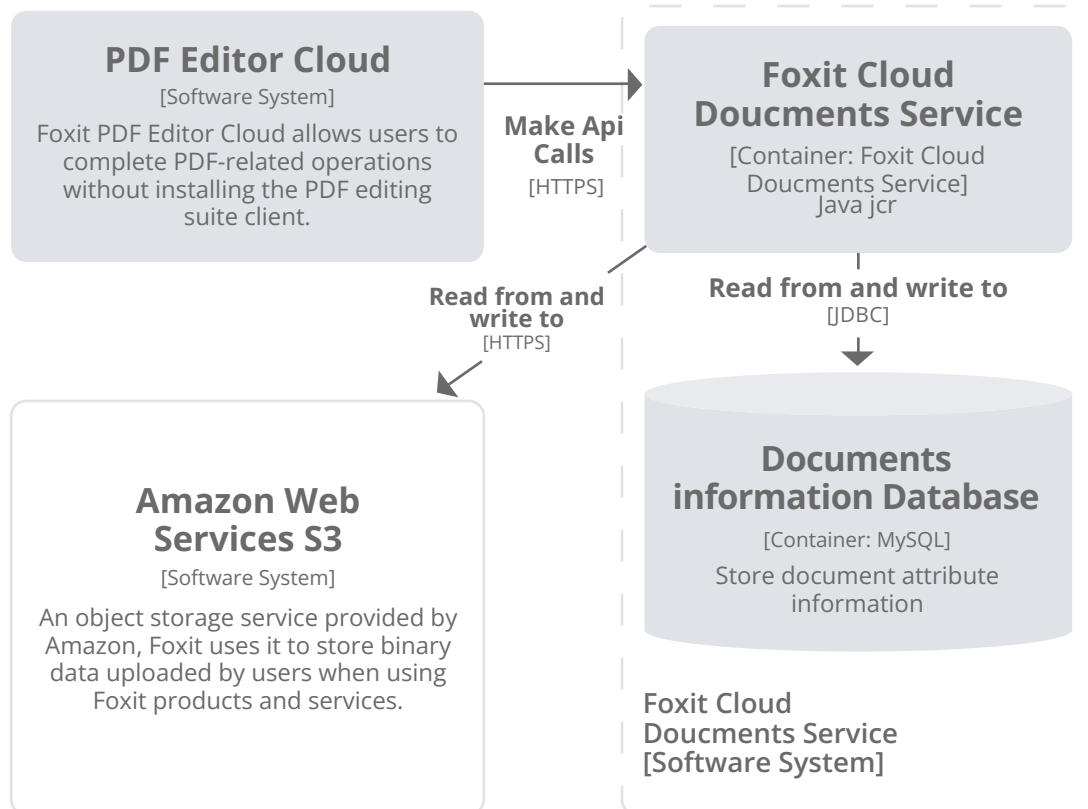 PDF Editor Cloud
[Software System]
Foxit PDF Editor Cloud allows users to
complete PDF-related operations
without installing the PDF editing
suite client.
Make Api
Calls
[HTTPS]
Foxit Cloud
Doucments Service
[Container: Foxit Cloud
Doucments Service]
Java jcr
Read from and
write to
[HTTPS]
Read from and write to
[JDBC]
Amazon Web
Services S3
[Software System]
An object storage service provided by
Amazon, Foxit uses it to store binary
data uploaded by users when using
Foxit products and services.
Documents
information Database
[Container: MySQL]
Store document attribute
information
Foxit Cloud
Doucments Service
[Software System]